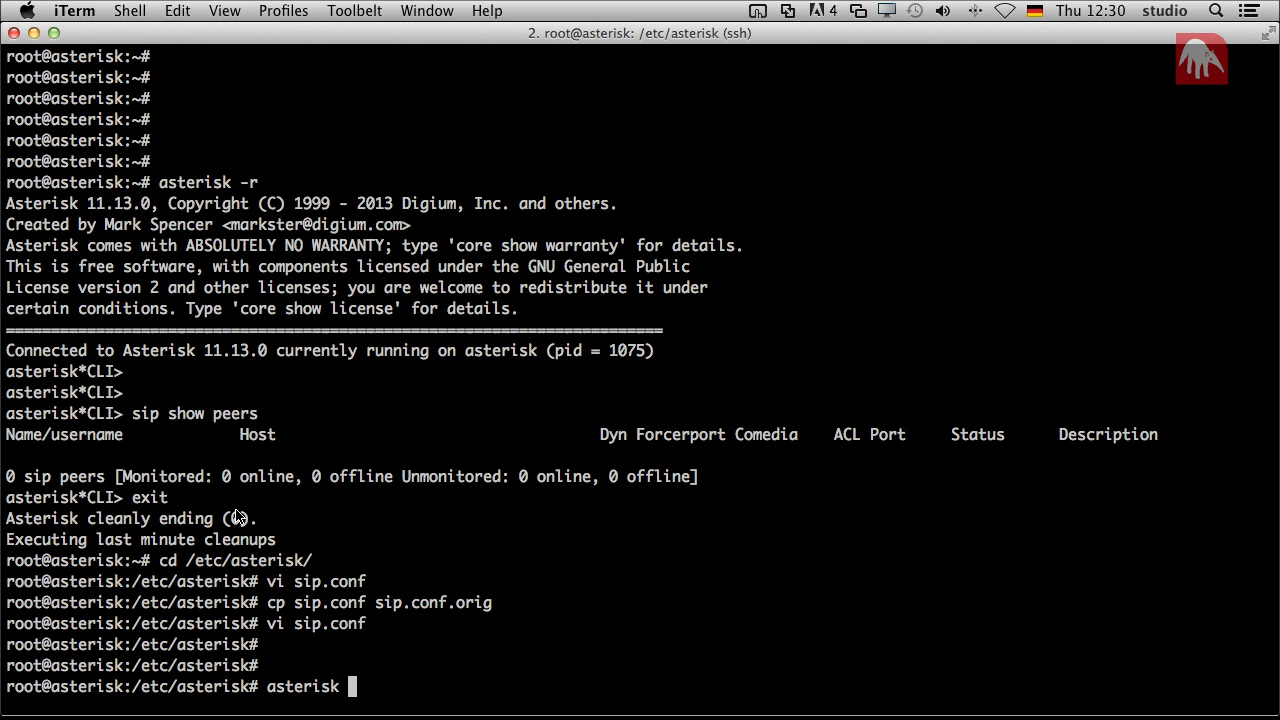 iTerm Shell Edit View Profiles Toolbelt Window Help 4 Thu 12:30 studio
2. root@asterisk: /etc/asterisk (ssh)
root@asterisk:~#
root@asterisk:~#
root@asterisk:~#
root@asterisk:~#
root@asterisk:~#
root@asterisk:~#
root@asterisk:~# asterisk -r
Asterisk 11.13.0, Copyright (C) 1999 - 2013 Digium, Inc. and others.
Created by Mark Spencer <markster@digium.com>
Asterisk comes with ABSOLUTELY NO WARRANTY; type 'core show warranty' for details.
This is free software, with components licensed under the GNU General Public
License version 2 and other licenses; you are welcome to redistribute it under
certain conditions. Type 'core show license' for details.
=========================================================================
Connected to Asterisk 11.13.0 currently running on asterisk (pid = 1075)
asterisk*CLI>
asterisk*CLI>
asterisk*CLI> sip show peers
Name/username Host Dyn Forcerport Comedia ACL Port Status Description
0 sip peers [Monitored: 0 online, 0 offline Unmonitored: 0 online, 0 offline]
asterisk*CLI> exit
Asterisk cleanly ending (0).
Executing last minute cleanups
root@asterisk:~# cd /etc/asterisk/
root@asterisk:/etc/asterisk# vi sip.conf
root@asterisk:/etc/asterisk# cp sip.conf sip.conf.orig
root@asterisk:/etc/asterisk# vi sip.conf
root@asterisk:/etc/asterisk#
root@asterisk:/etc/asterisk#
root@asterisk:/etc/asterisk# asterisk